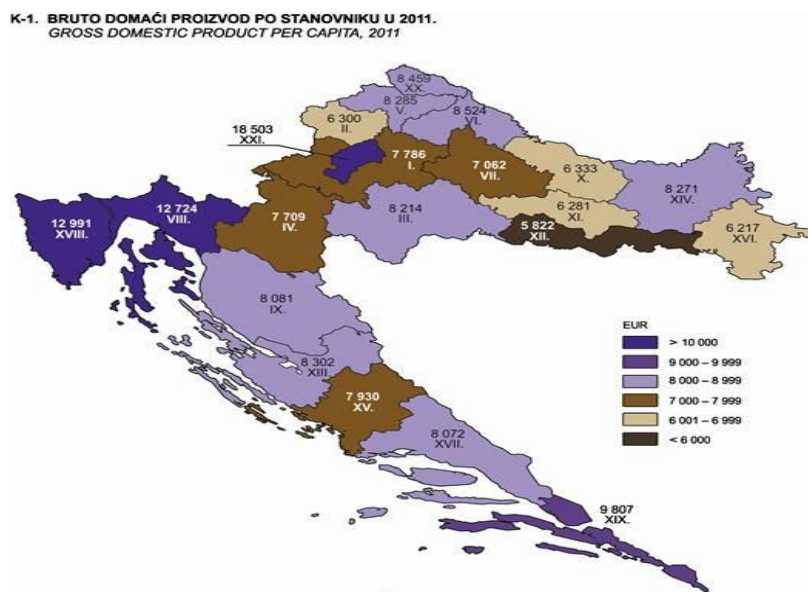 K-1. BRUTO DOMAĆI PROIZVOD PO STANOVNIKU U 2011.
GROSS DOMESTIC PRODUCT PER CAPITA, 2011
8 459
XX.
8 285
V.
8 524
VI.
6 300
II.
18 503
XXI.
7 786
I.
7 062
VII.
6 333
X.
8 271
XIV.
6 281
XI.
5 822
XII.
6 217
XVI.
12 991
XVIII.
12 724
VIII.
7 709
IV.
8 214
III.
8 081
IX.
8 302
XIII.
7 930
XV.
8 072
XVII.
9 807
XIX.
EUR
> 10 000
9 000 – 9 999
8 000 – 8 999
7 000 – 7 999
6 001 – 6 999
< 6 000